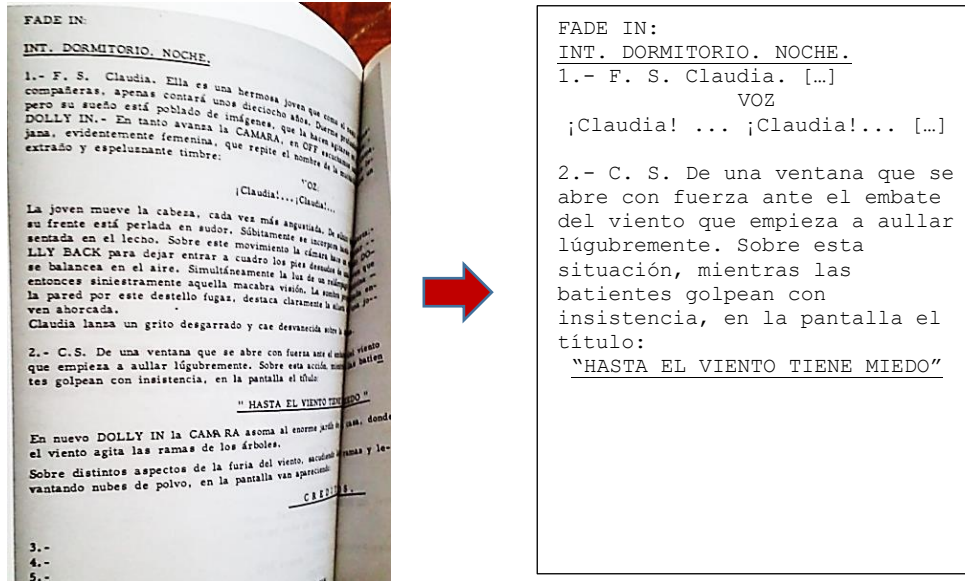 FADE IN:
INT. DORMITORIO. NOCHE.
1.- F. S. Claudia. Ella es una hermosa joven que como el
compañeras, apenas contará unos dieciocho años. Duerme
pero su sueño está poblado de imágenes, que la hacen agitarse
DOLLY IN.- En tanto avanza la CAMARA, en OFF escuchamos
jana, evidentemente femenina, que repite el nombre de la
extraño y espeluznante timbre:
VOZ.
¡Claudia!...¡Claudia!...
La joven mueve la cabeza, cada vez más angustiada. De
su frente está perlada en sudor. Súbitamente se incorpora
sentada en el lecho. Sobre este movimiento la cámara hace
LLY BACK para dejar entrar a cuadro los pies desnudos
se balancea en el aire. Simultáneamente la luz de un
entonces siniestramente aquella macabra visión. La sombra
la pared por este destello fugaz, destaca claramente la
ven ahorcada.
Claudia lanza un grito desgarrado y cae desvanecida sobre la
2.- C.S. De una ventana que se abre con fuerza ante el viento
que empieza a aullar lúgubremente. Sobre esta acción, batien
tes golpean con insistencia, en la pantalla el título:
" HASTA EL VIENTO TIENE MIEDO "
En nuevo DOLLY IN la CAMARA asoma al enorme jardín casa, donde
el viento agita las ramas de los árboles.
Sobre distintos aspectos de la furia del viento, sacudiendo ramas y le-
vantando nubes de polvo, en la pantalla van apareciendo:
CREDITOS.
3.-
4.-
5.-
FADE IN:
INT. DORMITORIO. NOCHE.
1.- F. S. Claudia. […]
VOZ
¡Claudia! ... ¡Claudia!... […]
2.- C. S. De una ventana que se
abre con fuerza ante el embate
del viento que empieza a aullar
lúgubremente. Sobre esta
situación, mientras las
batientes golpean con
insistencia, en la pantalla el
título:
“HASTA EL VIENTO TIENE MIEDO”